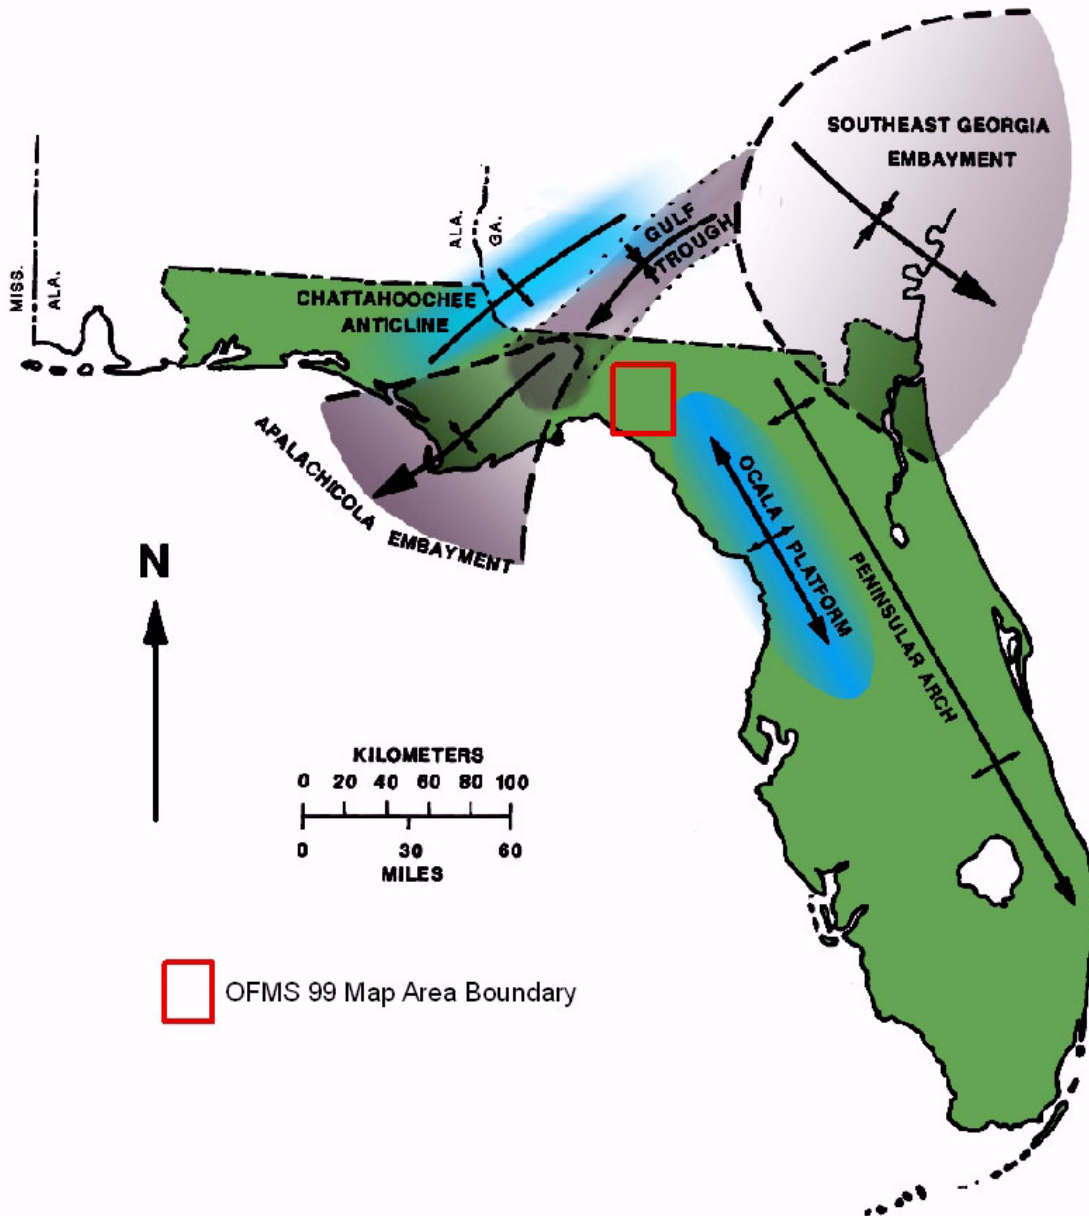 SOUTHEAST GEORGIA
EMBAYMENT
MISS.
ALA.
ALA.
GA.
GULF
TROUGH
CHATTAHOOCHEE
ANTICLINE
APALACHICOLA EMBAYMENT
OCALA PLATFORM
PENINSULAR ARCH
N
KILOMETERS
0 20 40 60 80 100
0 30 60
MILES
OFMS 99 Map Area Boundary